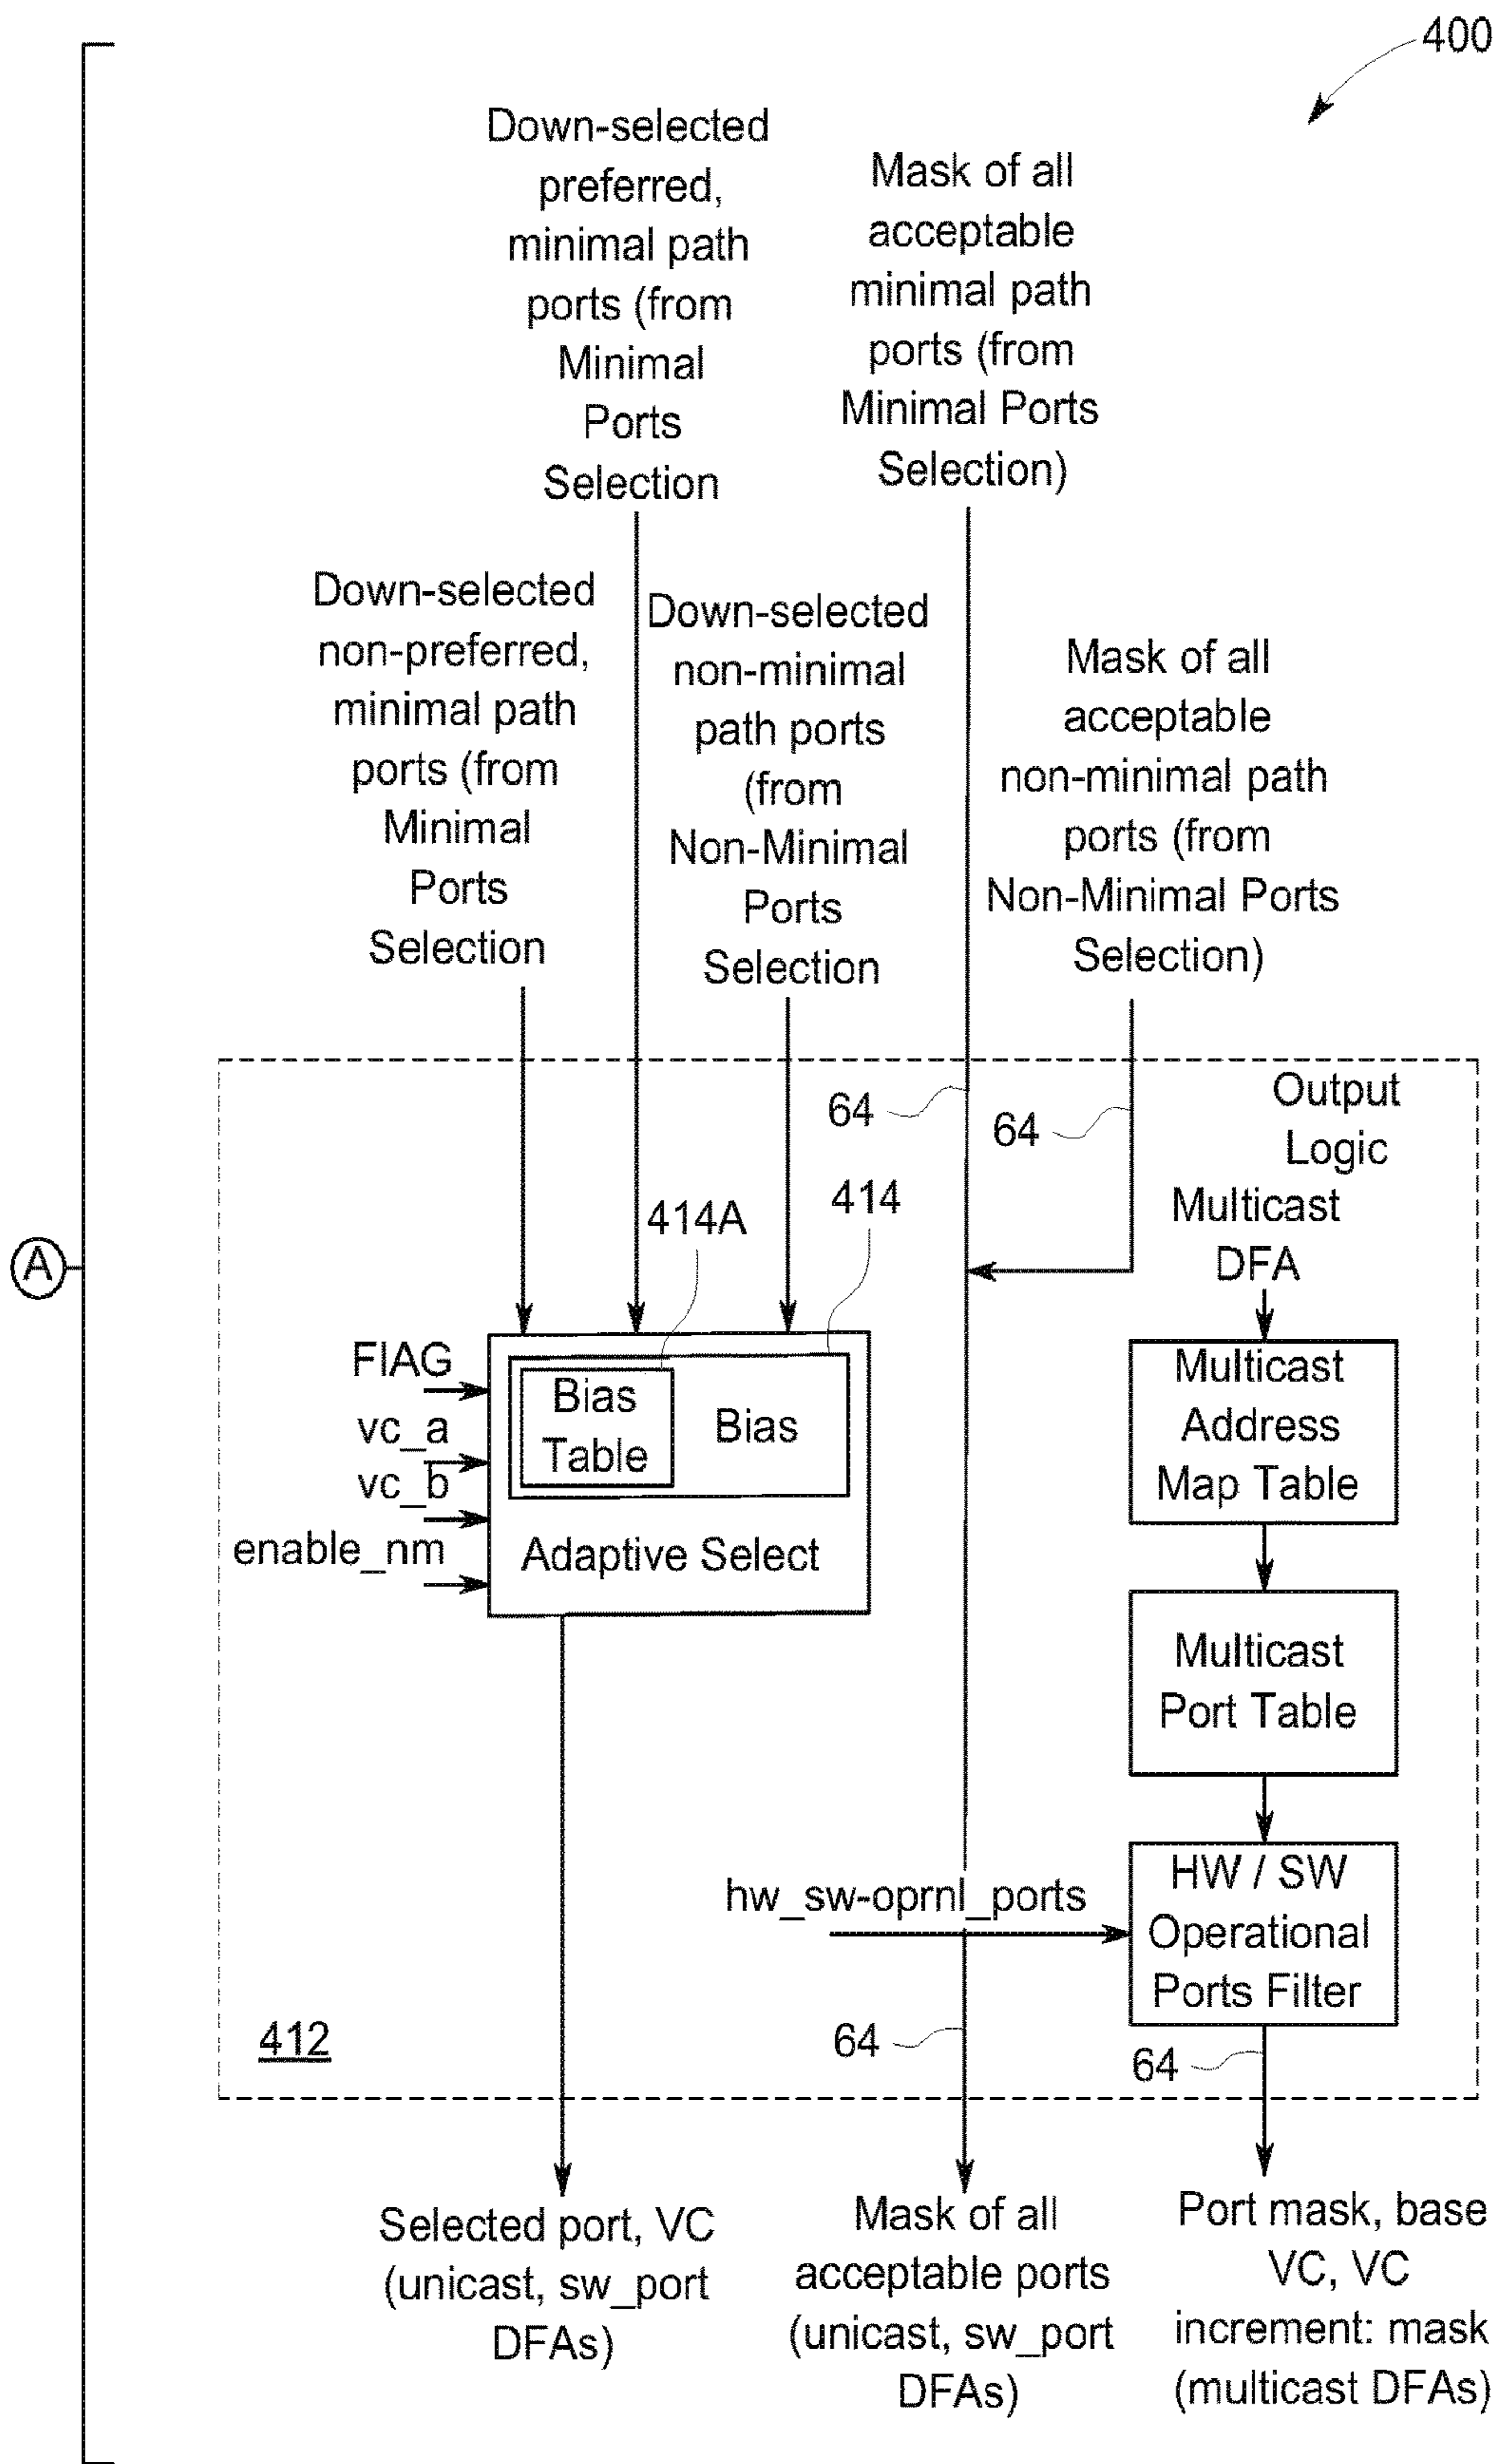 400
Down-selected
preferred,
minimal path
ports (from
Minimal
Ports
Selection
Mask of all
acceptable
minimal path
ports (from
Minimal Ports
Selection)
Down-selected
non-preferred,
minimal path
ports (from
Minimal
Ports
Selection
Down-selected
non-minimal
path ports
(from
Non-Minimal
Ports
Selection
Mask of all
acceptable
non-minimal path
ports (from
Non-Minimal Ports
Selection)
64
64
Output
Logic
414A
414
Multicast
DFA
A
FIAG
vc_a
vc_b
enable_nm
Bias
Table
Bias
Adaptive Select
Multicast
Address
Map Table
Multicast
Port Table
hw_sw-oprnl_ports
HW / SW
Operational
Ports Filter
412
64
64
Selected port, VC
(unicast, sw_port
DFAs)
Mask of all
acceptable ports
(unicast, sw_port
DFAs)
Port mask, base
VC, VC
increment: mask
(multicast DFAs)